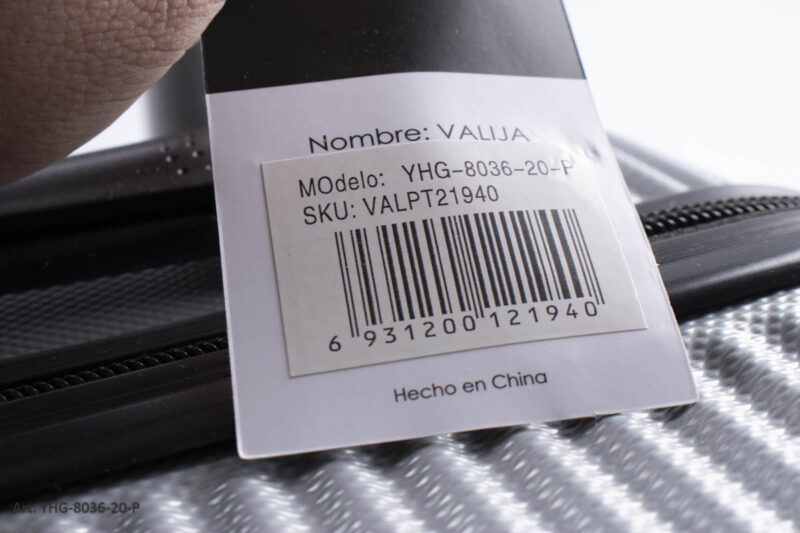 Nombre: VALIJA
MOdelo: YHG-8036-20-P
SKU: VALPT21940
6 931200 121940
Hecho en China
Art: YHG-8036-20-P